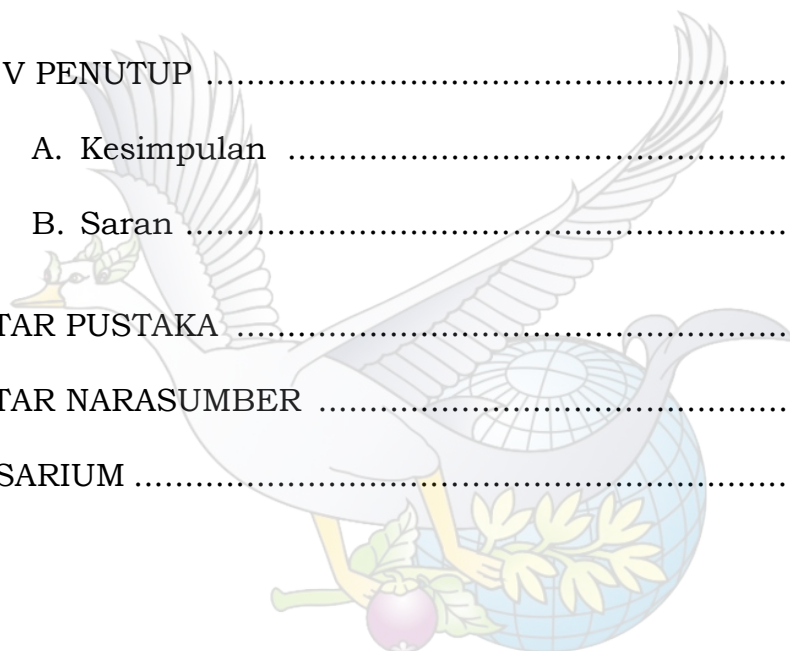 V PENUTUP ........................................................
A. Kesimpulan .................................................
B. Saran ...........................................................
TAR PUSTAKA ......................................................
TAR NARASUMBER ..............................................
SARIUM ................................................................